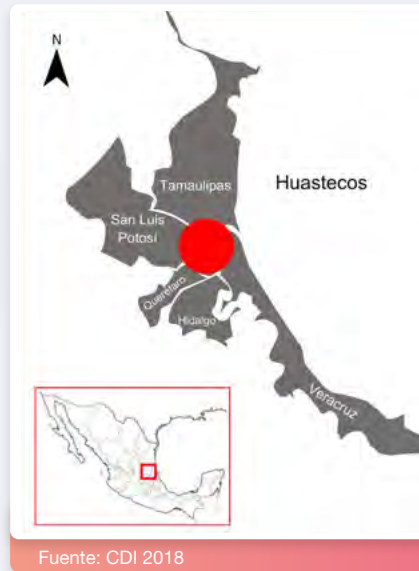 N
Tamaulipas
Huastecos
San Luis
Potosí
Querétaro
Hidalgo
Veracruz
Fuente: CDI 2018